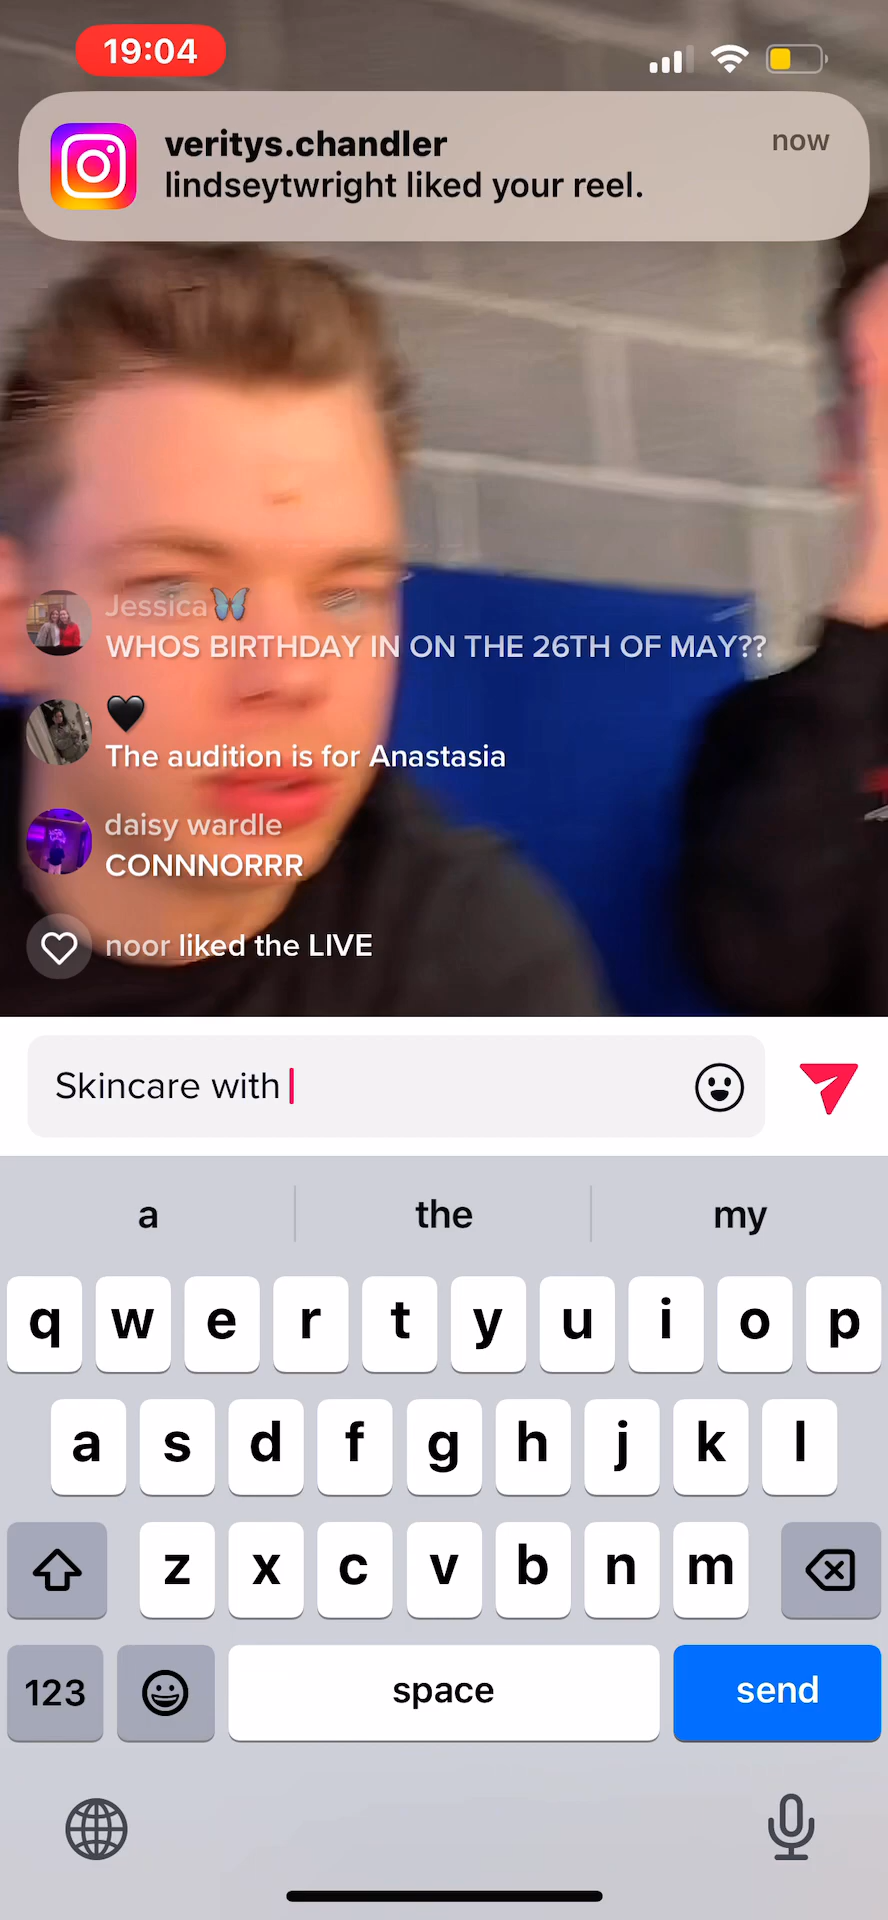 19:04
veritys.chandler
now
lindseytwright liked your reel.
Jessica🦋
WHOS BIRTHDAY IN ON THE 26TH OF MAY??
🖤
The audition is for Anastasia
daisy wardle
CONNNORRR
noor liked the LIVE
Skincare with
a the my
q w e r t y u i o p
a s d f g h j k l
z x c v b n m
123 space send